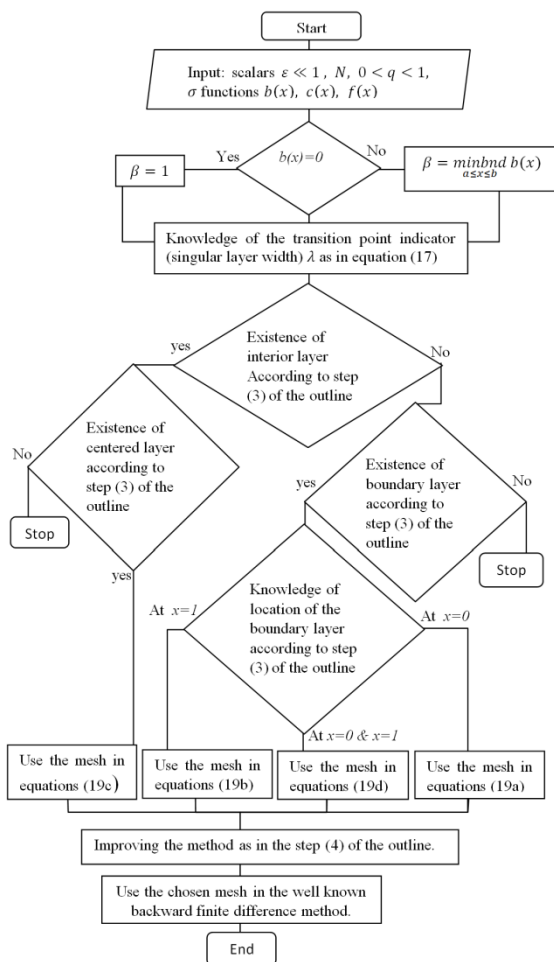 Start
Input: scalars ε ≪ 1 , N, 0 < q < 1,
σ functions b(x), c(x), f(x)
Yes
b(x)=0
No
β = 1
β = minbnd b(x)
a≤x≤b
Knowledge of the transition point indicator
(singular layer width) λ as in equation (17)
yes
Existence of
interior layer
According to step
(3) of the outline
No
No
Existence of
centered layer
according to
step (3) of the
outline
yes
Existence of
boundary layer
according to
step (3) of the
outline
No
Stop
Stop
yes
At x=1
Knowledge of
location of the
boundary layer
according to step
(3) of the outline
At x=0
At x=0 & x=1
Use the mesh in
equations (19c)
Use the mesh in
equations (19b)
Use the mesh in
equations (19d)
Use the mesh in
equations (19a)
Improving the method as in the step (4) of the outline.
Use the chosen mesh in the well known
backward finite difference method.
End